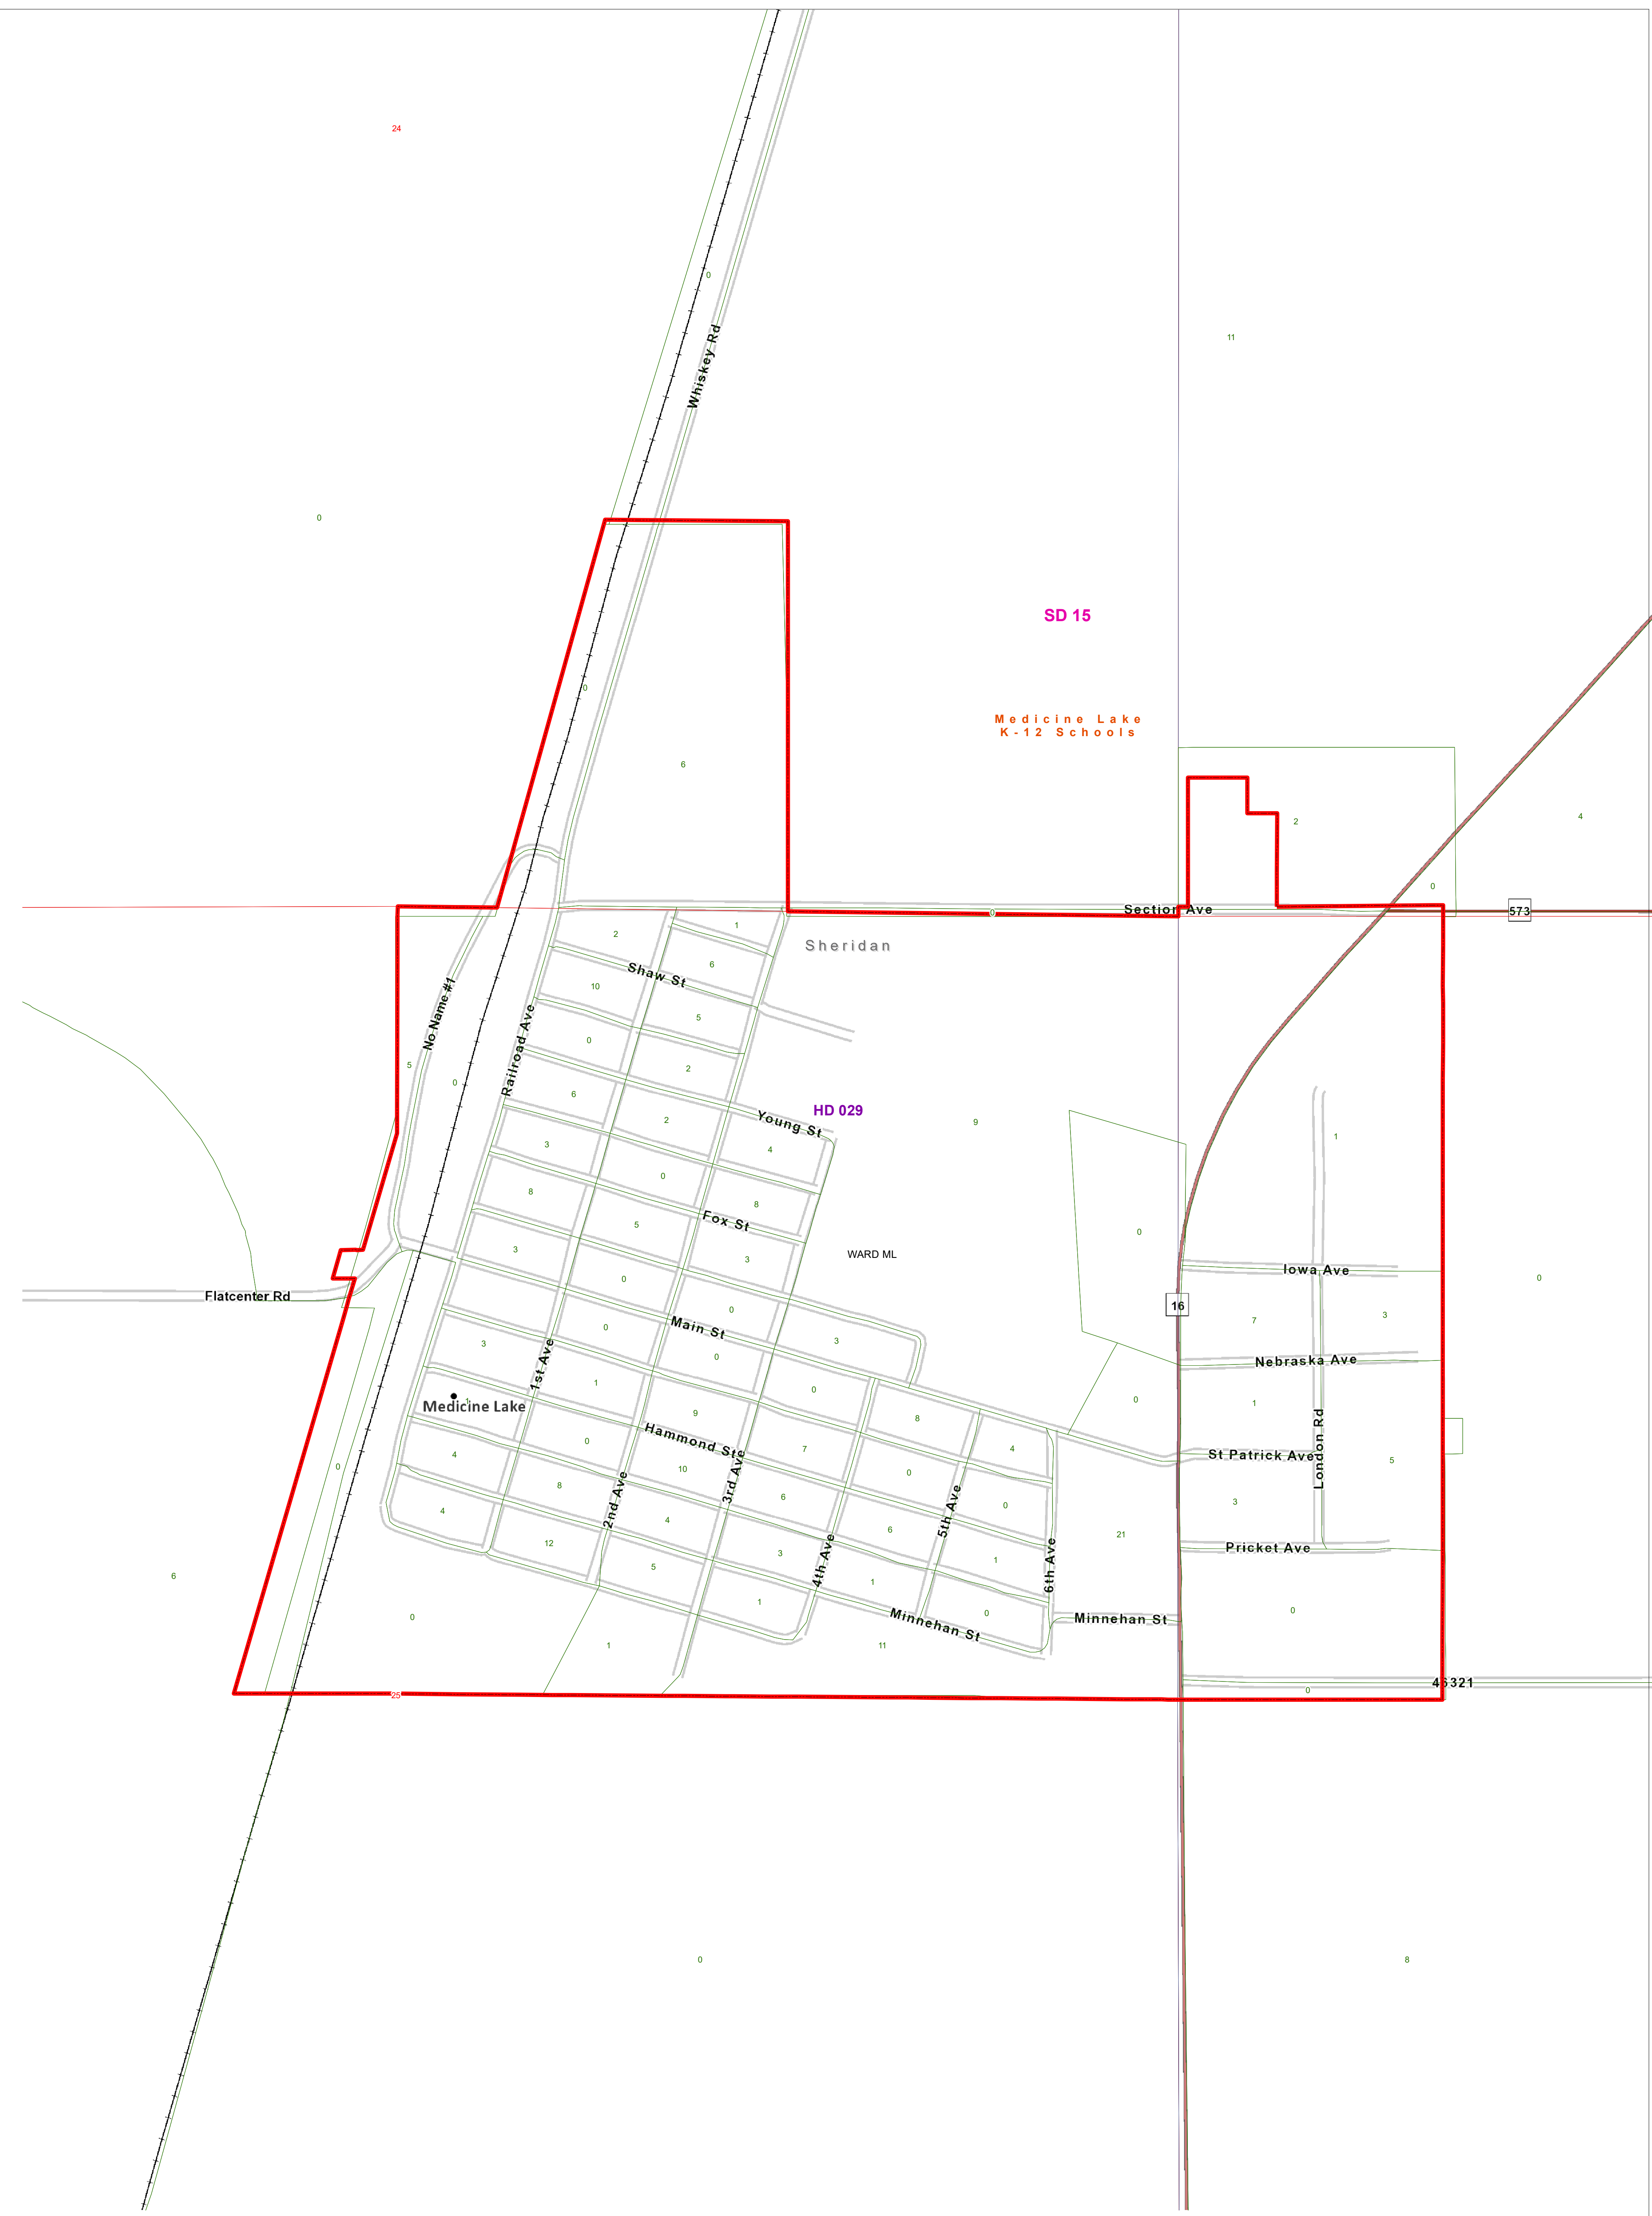 24
0
Whiskey Rd
11
0
SD 15
0
Medicine Lake
K-12 Schools
6
2
4
0
Section Ave
573
0
2
1
Sheridan
6
Shaw St
10
5
No Name #1
Railroad Ave
0
2
5
0
6
2
Young St
HD 029
9
4
1
3
0
8
8
Fox St
5
0
3
3
WARD ML
Iowa Ave
0
0
Flatcenter Rd
0
16
7
3
0
Main St
3
3
0
Nebraska Ave
1st Ave
1
0
0
1
Medicine Lake
1
9
8
London Rd
Hammond Ste
7
4
St Patrick Ave
0
4
10
0
5
0
8
2nd Ave
3rd Ave
6
5th Ave
0
3
4
4
6
21
12
3
4th Ave
1
6th Ave
Pricket Ave
5
1
6
1
0
0
Minnehan St
Minnehan St
0
1
11
46321
0
25
0
8